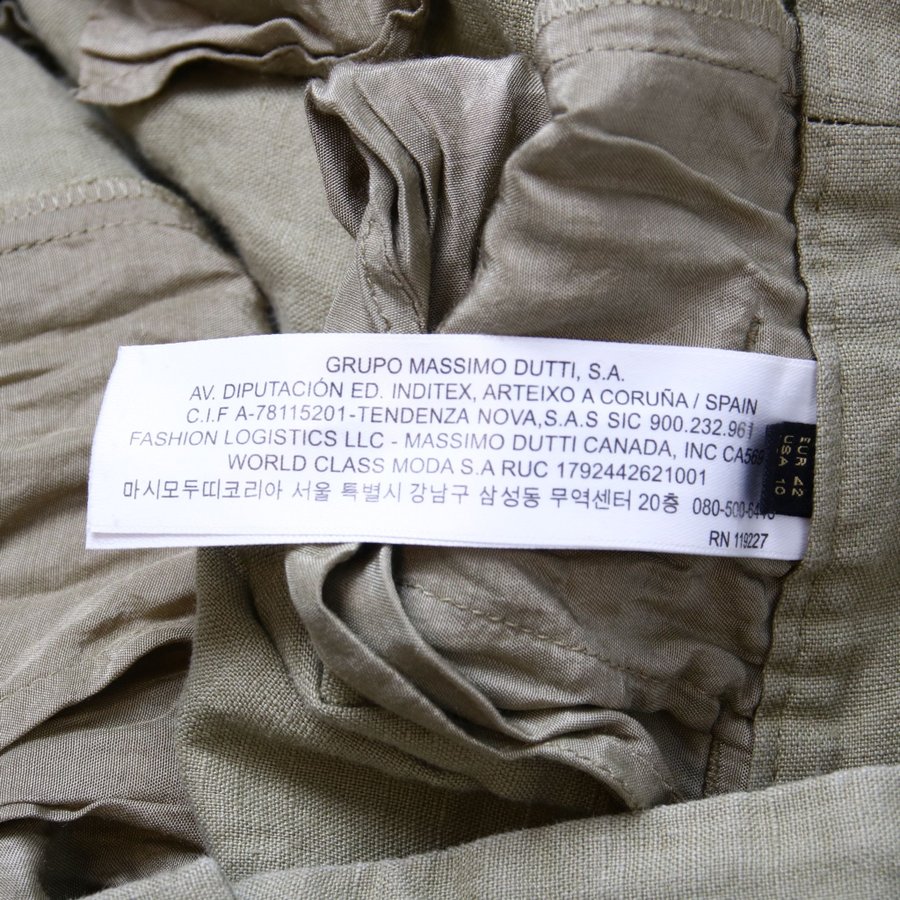 GRUPO MASSIMO DUTTI, S.A.
AV. DIPUTACIÓN ED. INDITEX, ARTEIXO A CORUÑA / SPAIN
C.I.F A-78115201-TENDENZA NOVA,S.A.S SIC 900.232.961
FASHION LOGISTICS LLC - MASSIMO DUTTI CANADA, INC CA569
WORLD CLASS MODA S.A RUC 1792442621001
마시모두띠코리아 서울 특별시 강남구 삼성동 무역센터 20층
RN 119227
EUR 42
USA 10